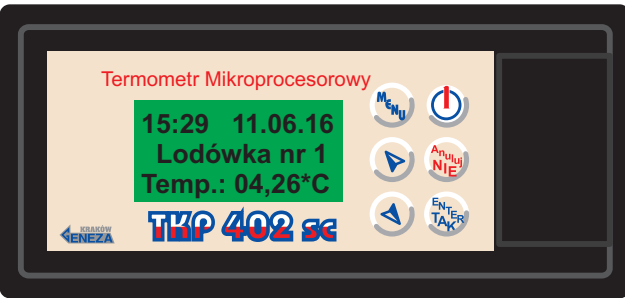 Termometr Mikroprocesorowy
15:29 11.06.16
Lodówka nr 1
Temp.: 04,26*C
MENU
Anuluj
NIE
ENTER
TAK
KRAKÓW
GENEZA
TKP 402 sc